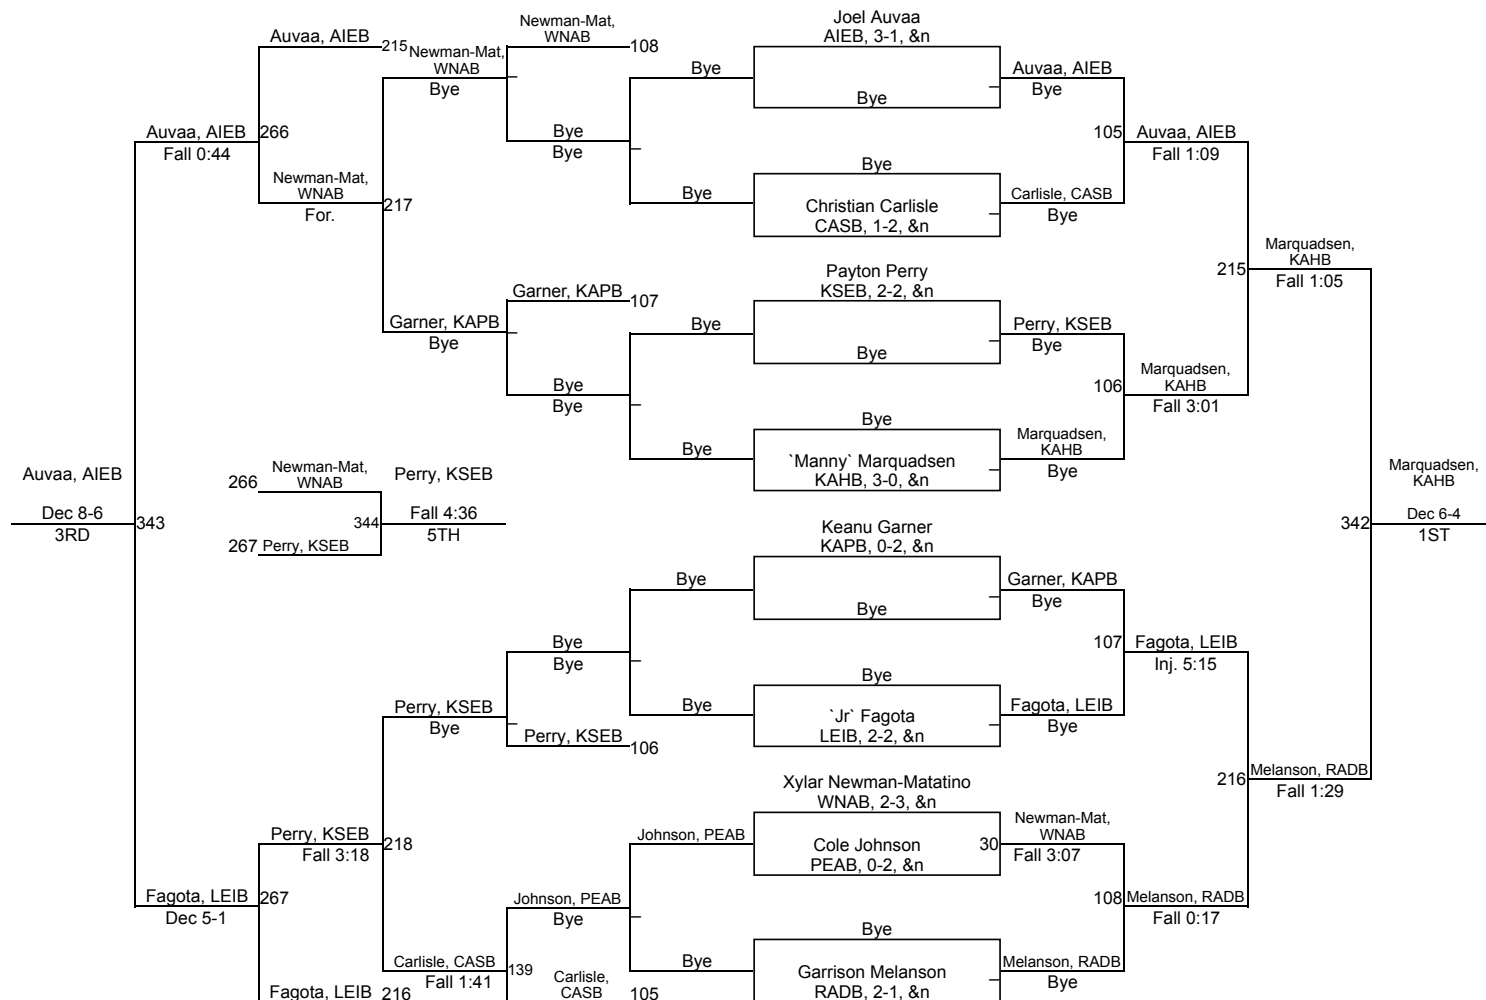 Joel Auvaa
AIEB, 3-1, &n
Newman-Mat,
WNAB
Auvaa, AIEB
215
Newman-Mat,
WNAB
108
Bye
Bye
Auvaa, AIEB
Bye
Bye
Auvaa, AIEB
266
Fall 0:44
Bye
Bye
105
Auvaa, AIEB
Fall 1:09
Newman-Mat,
WNAB
For.
217
Bye
Bye
Christian Carlisle
CASB, 1-2, &n
Carlisle, CASB
Bye
Payton Perry
KSEB, 2-2, &n
215
Marquadsen,
KAHB
Fall 1:05
Garner, KAPB
107
Garner, KAPB
Bye
Bye
Bye
Perry, KSEB
Bye
Bye
Bye
106
Marquadsen,
KAHB
Fall 3:01
Bye
Bye
`Manny` Marquadsen
KAHB, 3-0, &n
Marquadsen,
KAHB
Bye
Auvaa, AIEB
Dec 8-6
3RD
343
266
Newman-Mat,
WNAB
267
Perry, KSEB
344
Perry, KSEB
Fall 4:36
5TH
342
Marquadsen,
KAHB
Dec 6-4
1ST
Keanu Garner
KAPB, 0-2, &n
Bye
Bye
Garner, KAPB
Bye
Bye
Bye
107
Fagota, LEIB
Inj. 5:15
Perry, KSEB
Bye
Perry, KSEB
106
Bye
Bye
`Jr` Fagota
LEIB, 2-2, &n
Fagota, LEIB
Bye
216
Melanson, RADB
Fall 1:29
Xylar Newman-Matatino
WNAB, 2-3, &n
Perry, KSEB
Fall 3:18
218
Johnson, PEAB
Cole Johnson
PEAB, 0-2, &n
30
Newman-Mat,
WNAB
Fall 3:07
Fagota, LEIB
267
Dec 5-1
Johnson, PEAB
Bye
108
Melanson, RADB
Fall 0:17
Bye
Carlisle, CASB
Fall 1:41
139
Bye
Garrison Melanson
RADB, 2-1, &n
Melanson, RADB
Bye
Fagota, LEIB
216
Carlisle,
CASB
105